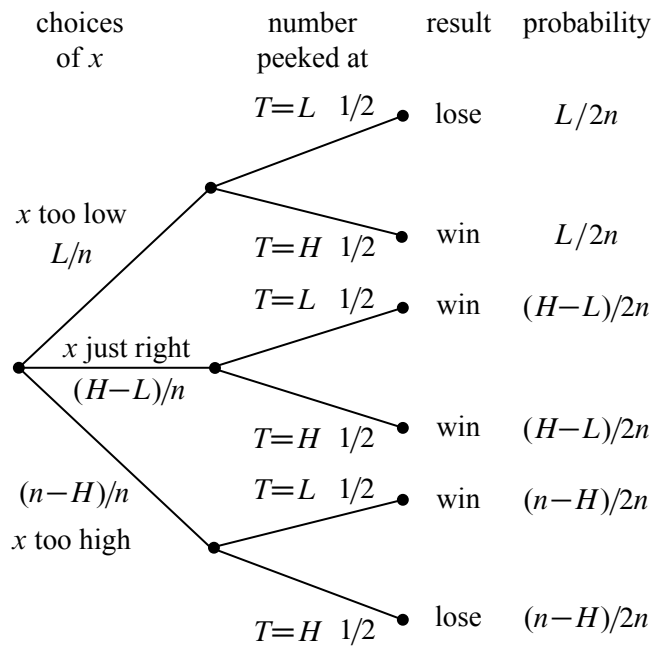 choices of x
number peeked at
result
probability
T=L 1/2 lose L/2n
x too low
L/n
T=H 1/2 win L/2n
T=L 1/2 win (H−L)/2n
x just right
(H−L)/n
T=H 1/2 win (H−L)/2n
(n−H)/n
T=L 1/2 win (n−H)/2n
x too high
T=H 1/2 lose (n−H)/2n